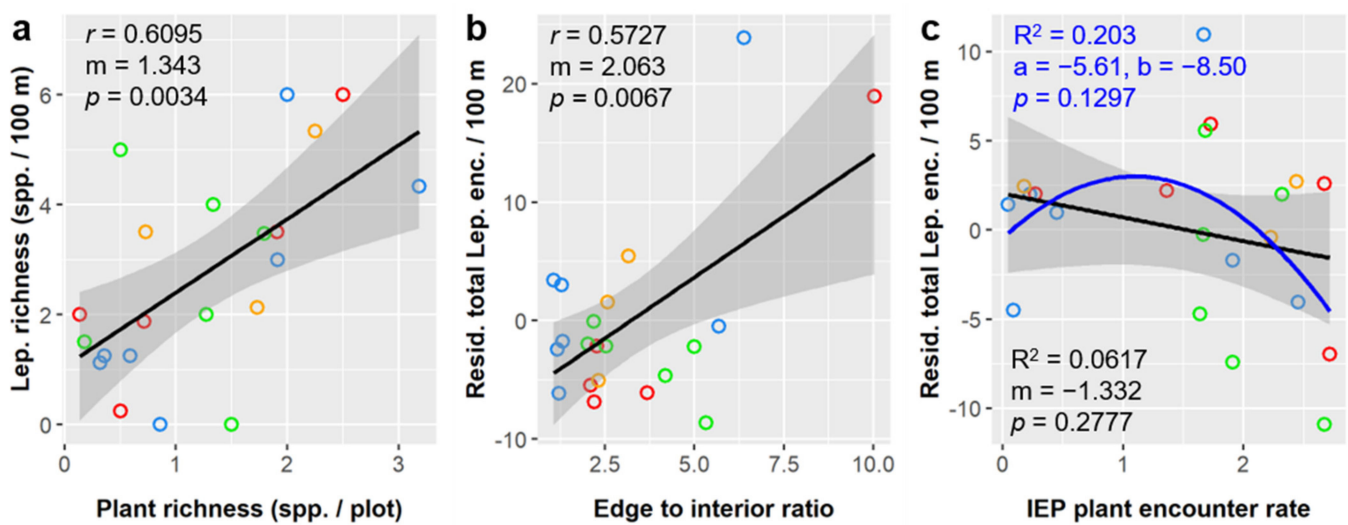 a
r = 0.6095
m = 1.343
p = 0.0034
Lep. richness (spp. / 100 m)
6
4
2
0
0 1 2 3
Plant richness (spp. / plot)
b
r = 0.5727
m = 2.063
p = 0.0067
Resid. total Lep. enc. / 100 m
20
10
0
-10
2.5 5.0 7.5 10.0
Edge to interior ratio
c
R² = 0.203
a = −5.61, b = −8.50
p = 0.1297
Resid. total Lep. enc. / 100 m
10
5
0
-5
-10
R² = 0.0617
m = −1.332
p = 0.2777
0 1 2
IEP plant encounter rate